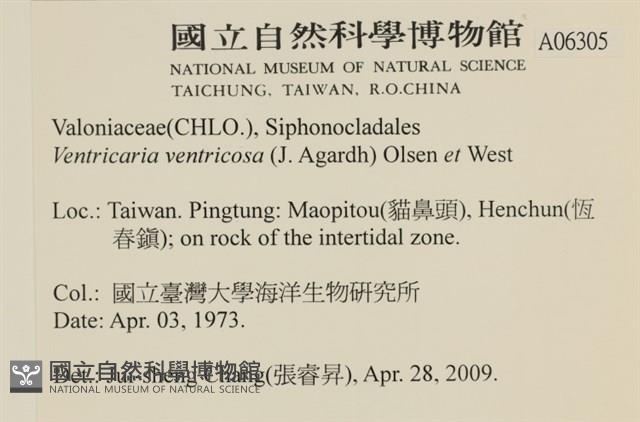 國立自然科學博物館
NATIONAL MUSEUM OF NATURAL SCIENCE
TAICHUNG, TAIWAN, R.O.CHINA
A06305
Valoniaceae(CHLO.), Siphonocladales
Ventricaria ventricosa (J. Agardh) Olsen et West
Loc.: Taiwan. Pingtung: Maopitou(貓鼻頭), Henchun(恆
春鎮); on rock of the intertidal zone.
Col.: 國立臺灣大學海洋生物研究所
Date: Apr. 03, 1973.
Det.: Jui-sheng Chang(張睿昇), Apr. 28, 2009.
國立自然科學博物館
NATIONAL MUSEUM OF NATURAL SCIENCE